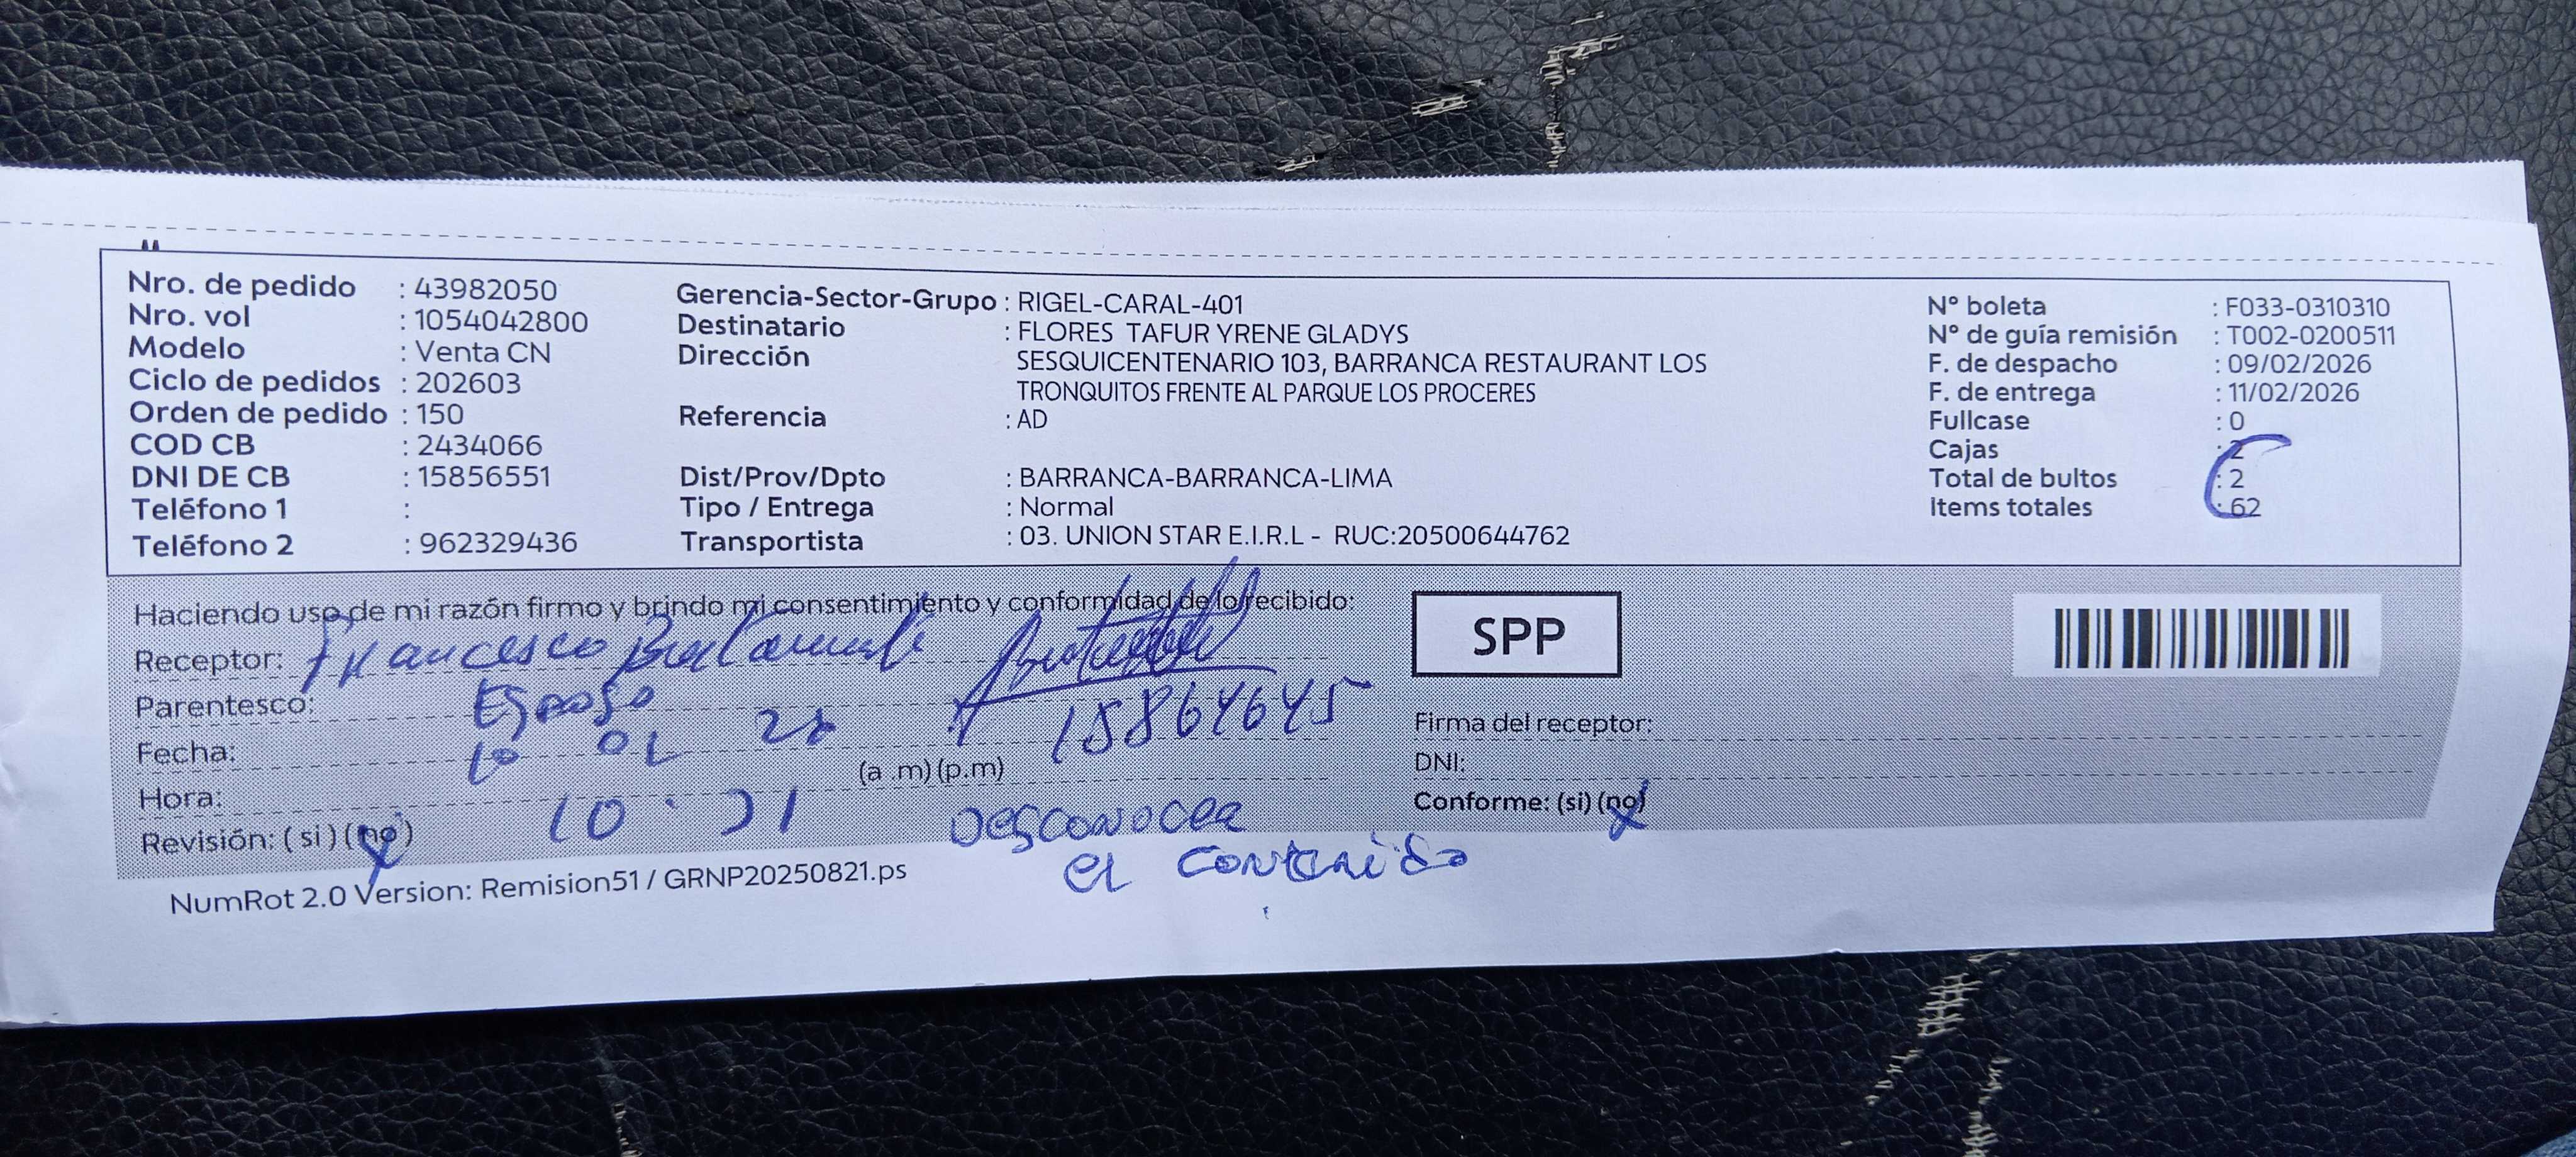 Nro. de pedido : 43982050
Nro. vol : 1054042800
Modelo : Venta CN
Ciclo de pedidos : 202603
Orden de pedido : 150
COD CB : 2434066
DNI DE CB : 15856551
Teléfono 1 :
Teléfono 2 : 962329436
Gerencia-Sector-Grupo : RIGEL-CARAL-401
Destinatario : FLORES TAFUR YRENE GLADYS
Dirección SESQUICENTENARIO 103, BARRANCA RESTAURANT LOS
TRONQUITOS FRENTE AL PARQUE LOS PROCERES
Referencia : AD
Dist/Prov/Dpto : BARRANCA-BARRANCA-LIMA
Tipo / Entrega : Normal
Transportista : 03. UNION STAR E.I.R.L - RUC:20500644762
Nº boleta : F033-0310310
Nº de guía remisión : T002-0200511
F. de despacho : 09/02/2026
F. de entrega : 11/02/2026
Fullcase : 0
Cajas : 2
Total de bultos : 2
Items totales : 62
Haciendo uso de mi razón firmo y brindo mi consentimiento y conformidad de lo recibido:
Receptor: Francesco
Parentesco: Esposo
15864645
Fecha: 10
(a .m) (p.m)
Hora: 10
Revisión: ( si ) (no)
Desconocer
el contenido
SPP
Firma del receptor:
DNI:
Conforme: (si) (no)
NumRot 2.0 Version: Remision51 / GRNP20250821.ps